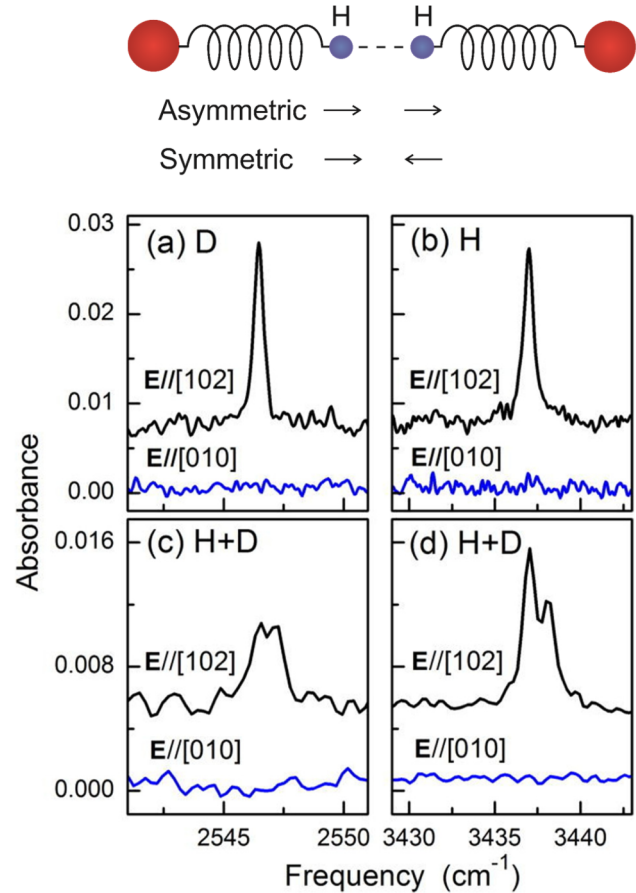 H H
Asymmetric → →
Symmetric → ←
0.03
(a) D
(b) H
0.02
E//[102]
E//[102]
0.01
E//[010]
E//[010]
0.00
Absorbance
0.016
(c) H+D
(d) H+D
E//[102]
E//[102]
0.008
E//[010]
E//[010]
0.000
2545 2550 3430 3435 3440
Frequency (cm⁻¹)